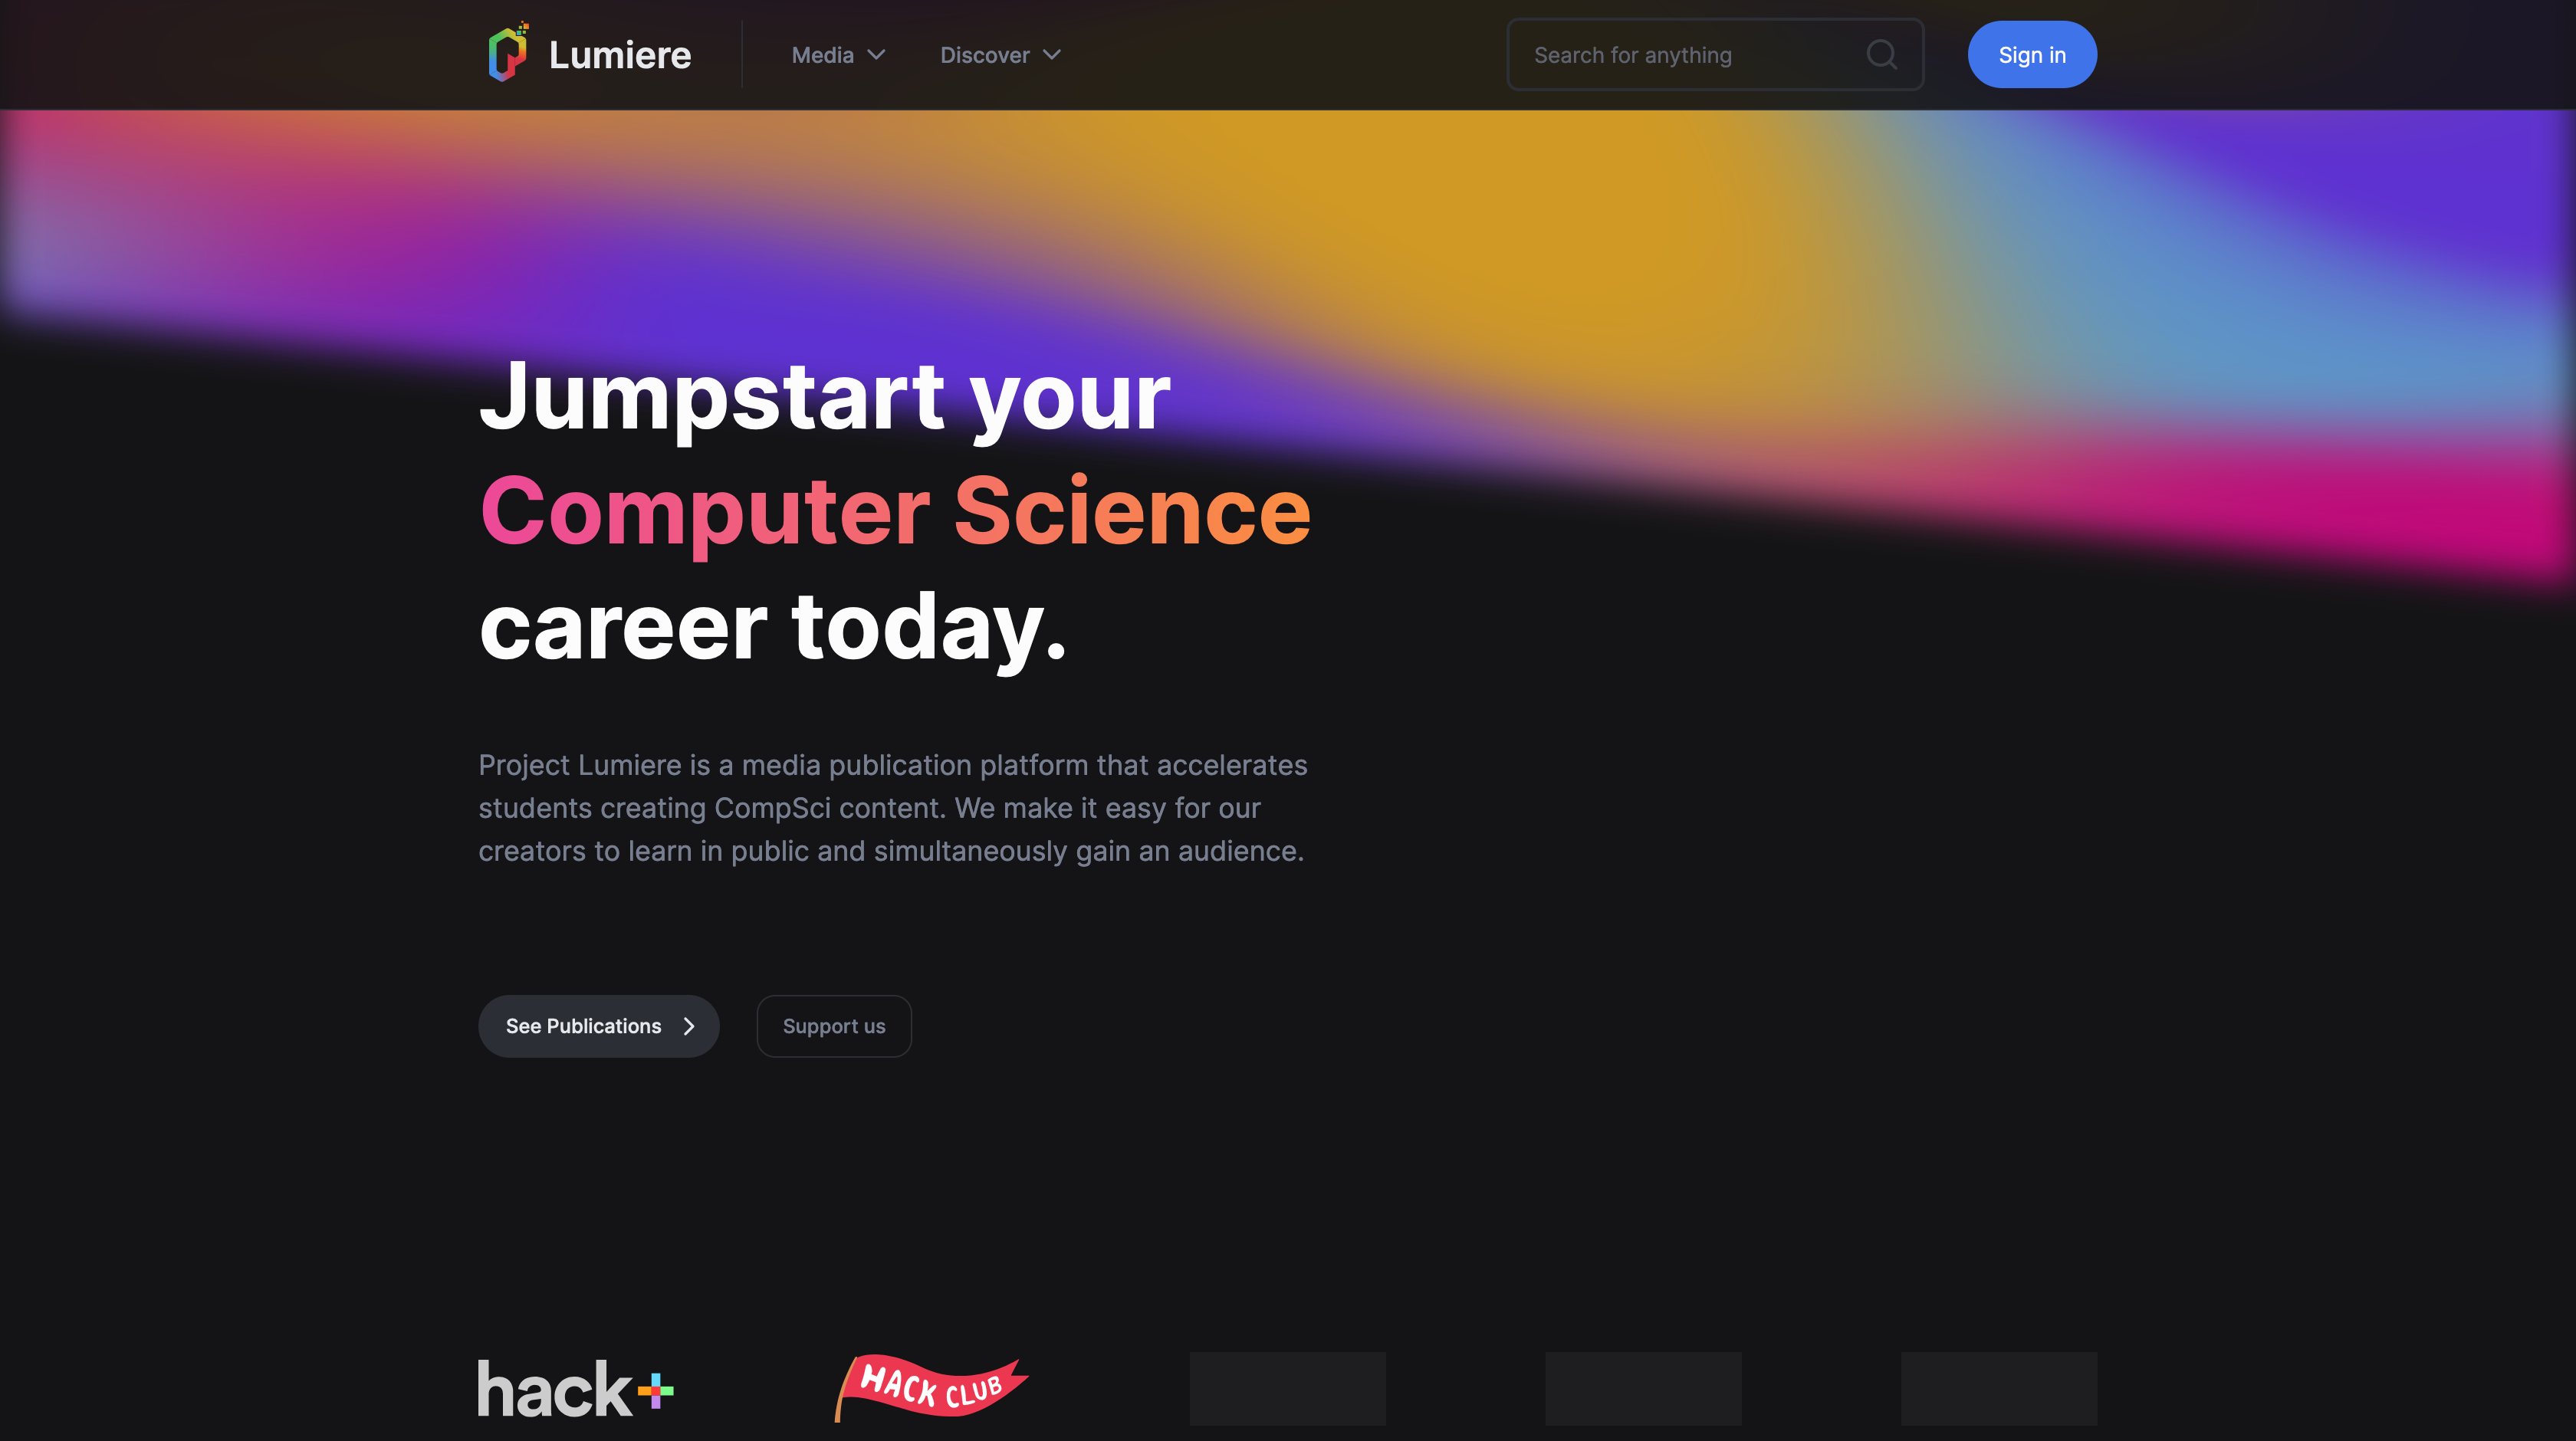 Lumiere
Media
Discover
Search for anything
Sign in
Jumpstart your
Computer Science
career today.
Project Lumiere is a media publication platform that accelerates
students creating CompSci content. We make it easy for our
creators to learn in public and simultaneously gain an audience.
See Publications
Support us
hack+
HACK CLUB